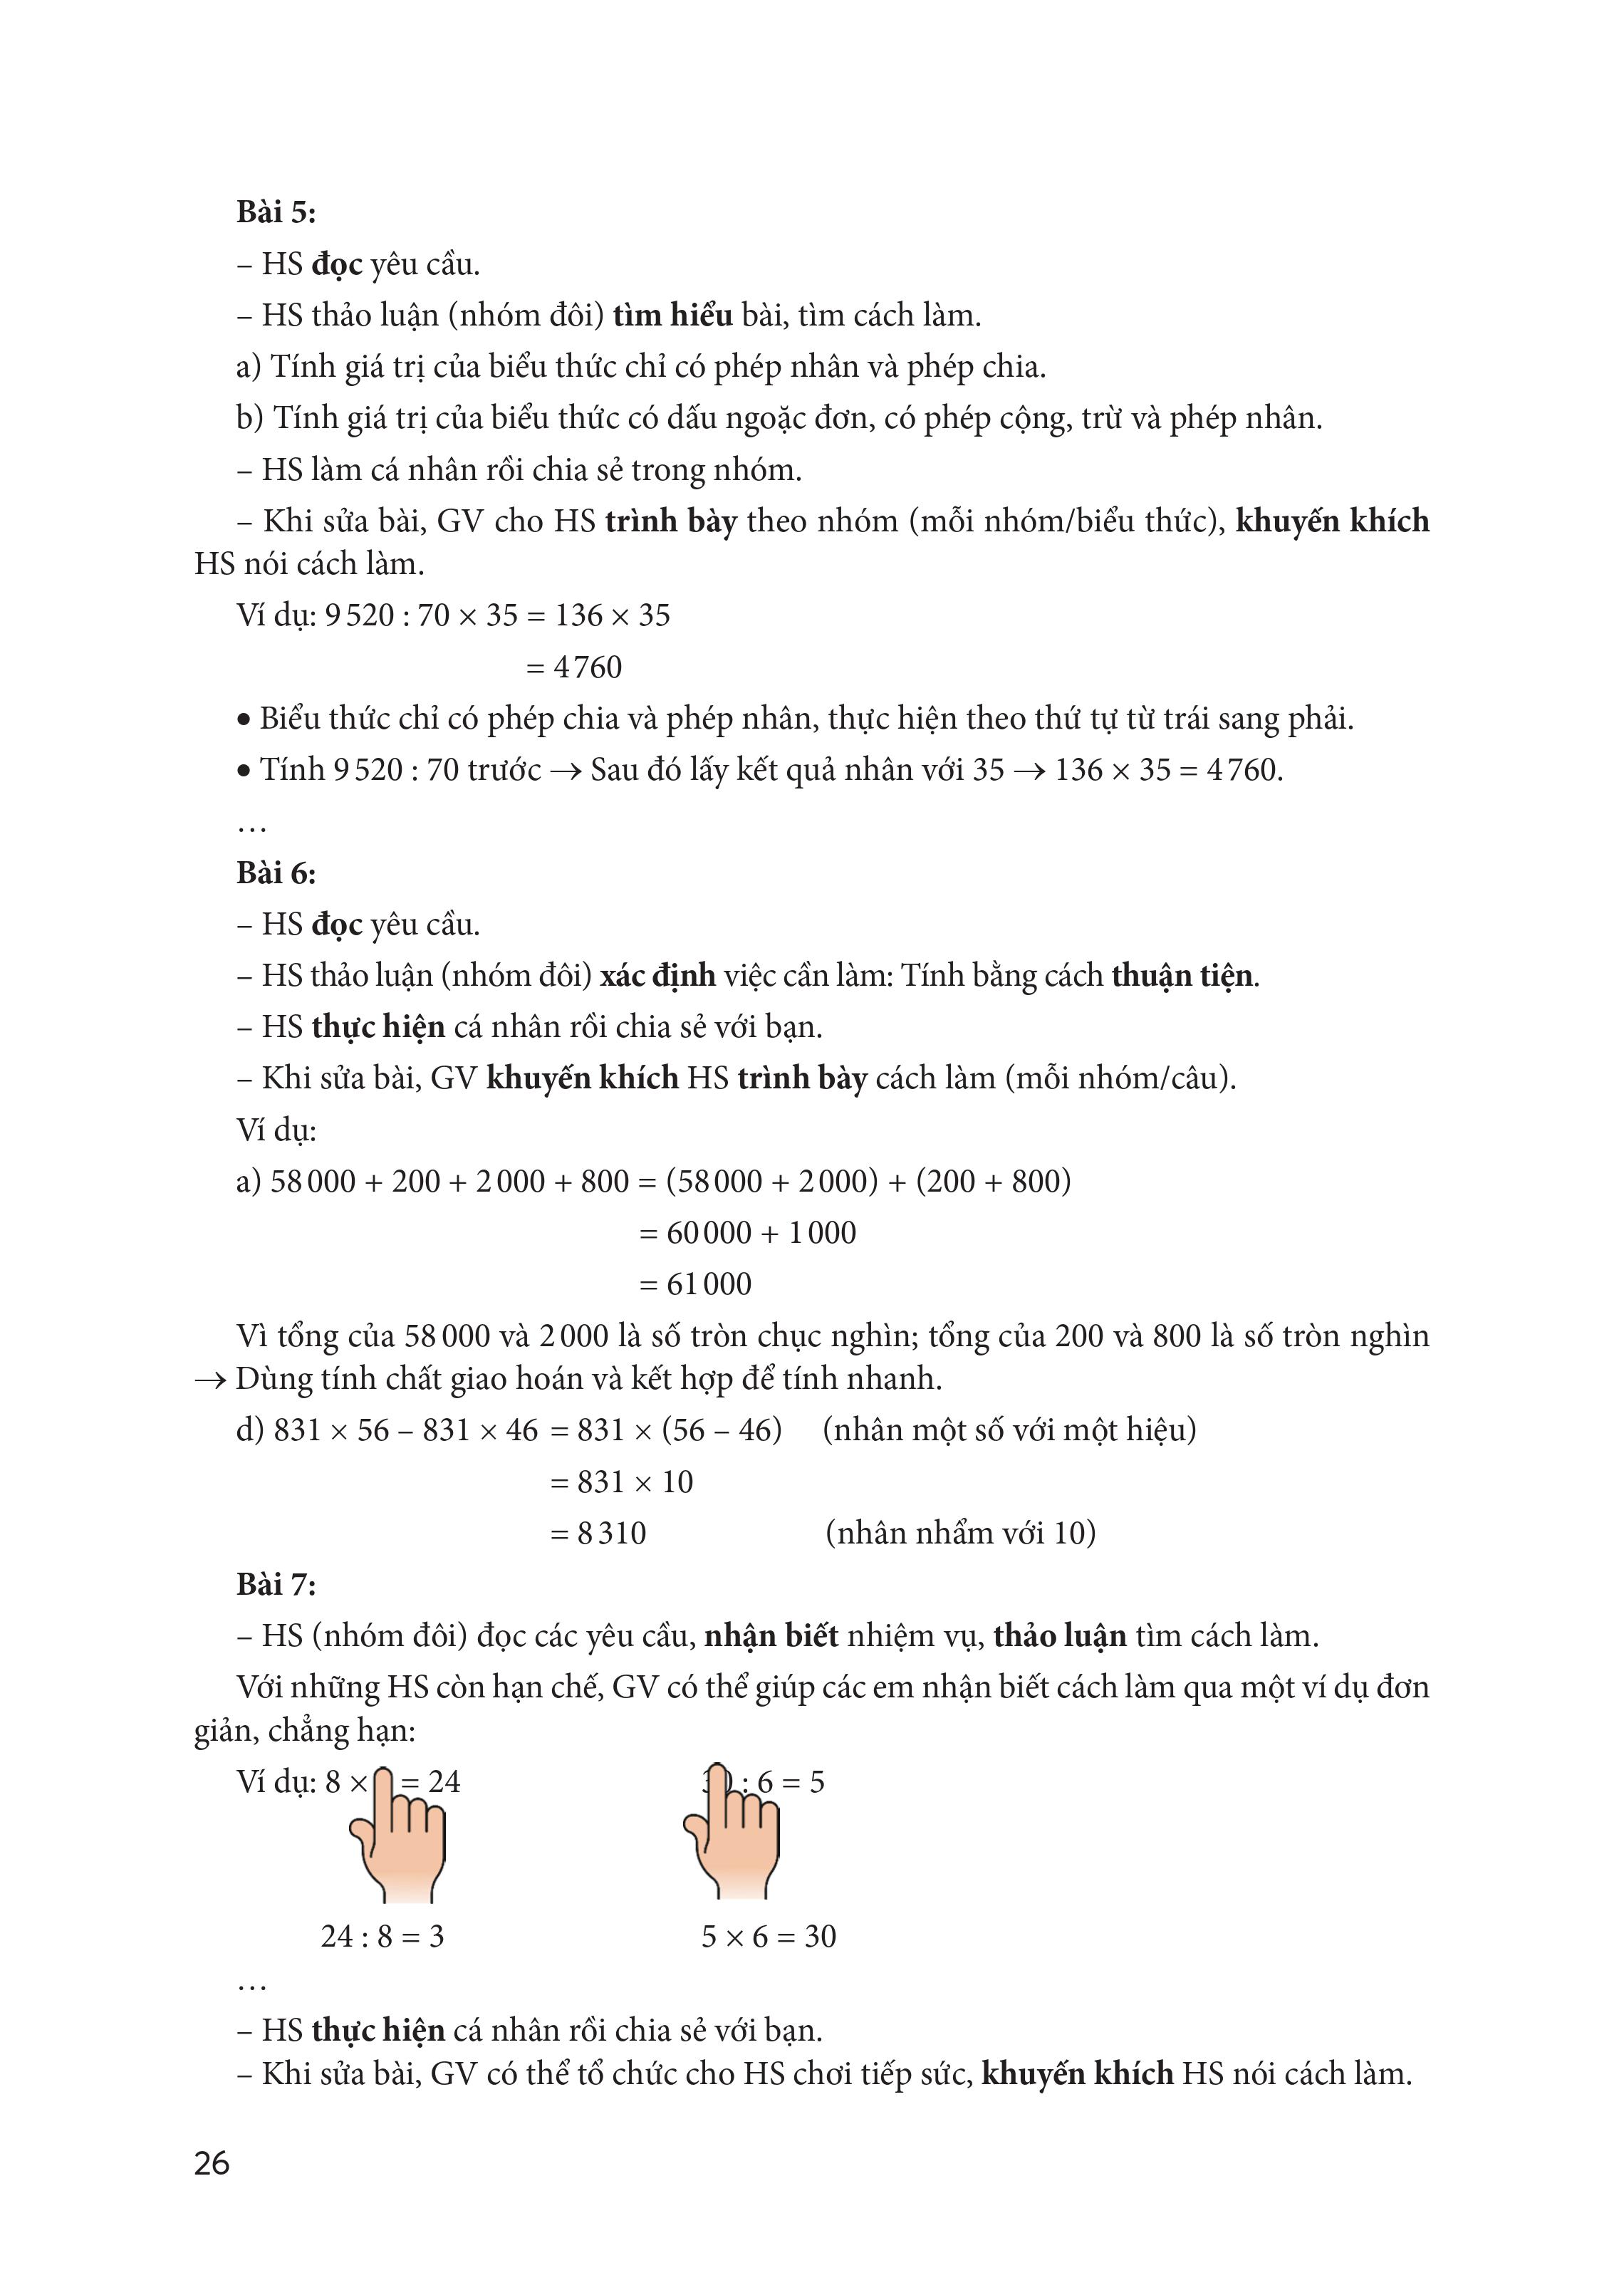 Bài 5:
– HS đọc yêu cầu.
– HS thảo luận (nhóm đôi) tìm hiểu bài, tìm cách làm.
a) Tính giá trị của biểu thức chỉ có phép nhân và phép chia.
b) Tính giá trị của biểu thức có dấu ngoặc đơn, có phép cộng, trừ và phép nhân.
– HS làm cá nhân rồi chia sẻ trong nhóm.
– Khi sửa bài, GV cho HS trình bày theo nhóm (mỗi nhóm/biểu thức), khuyến khích
HS nói cách làm.
Ví dụ: 9 520 : 70 × 35 = 136 × 35
= 4 760
• Biểu thức chỉ có phép chia và phép nhân, thực hiện theo thứ tự từ trái sang phải.
• Tính 9 520 : 70 trước → Sau đó lấy kết quả nhân với 35 → 136 × 35 = 4 760.
…
Bài 6:
– HS đọc yêu cầu.
– HS thảo luận (nhóm đôi) xác định việc cần làm: Tính bằng cách thuận tiện.
– HS thực hiện cá nhân rồi chia sẻ với bạn.
– Khi sửa bài, GV khuyến khích HS trình bày cách làm (mỗi nhóm/câu).
Ví dụ:
a) 58 000 + 200 + 2 000 + 800 = (58 000 + 2 000) + (200 + 800)
= 60 000 + 1 000
= 61 000
Vì tổng của 58 000 và 2 000 là số tròn chục nghìn; tổng của 200 và 800 là số tròn nghìn
→ Dùng tính chất giao hoán và kết hợp để tính nhanh.
d) 831 × 56 – 831 × 46 = 831 × (56 – 46) (nhân một số với một hiệu)
= 831 × 10
= 8 310 (nhân nhẩm với 10)
Bài 7:
– HS (nhóm đôi) đọc các yêu cầu, nhận biết nhiệm vụ, thảo luận tìm cách làm.
Với những HS còn hạn chế, GV có thể giúp các em nhận biết cách làm qua một ví dụ đơn
giản, chẳng hạn:
Ví dụ: 8 × = 24 : 6 = 5
24 : 8 = 3 5 × 6 = 30
…
– HS thực hiện cá nhân rồi chia sẻ với bạn.
– Khi sửa bài, GV có thể tổ chức cho HS chơi tiếp sức, khuyến khích HS nói cách làm.
26